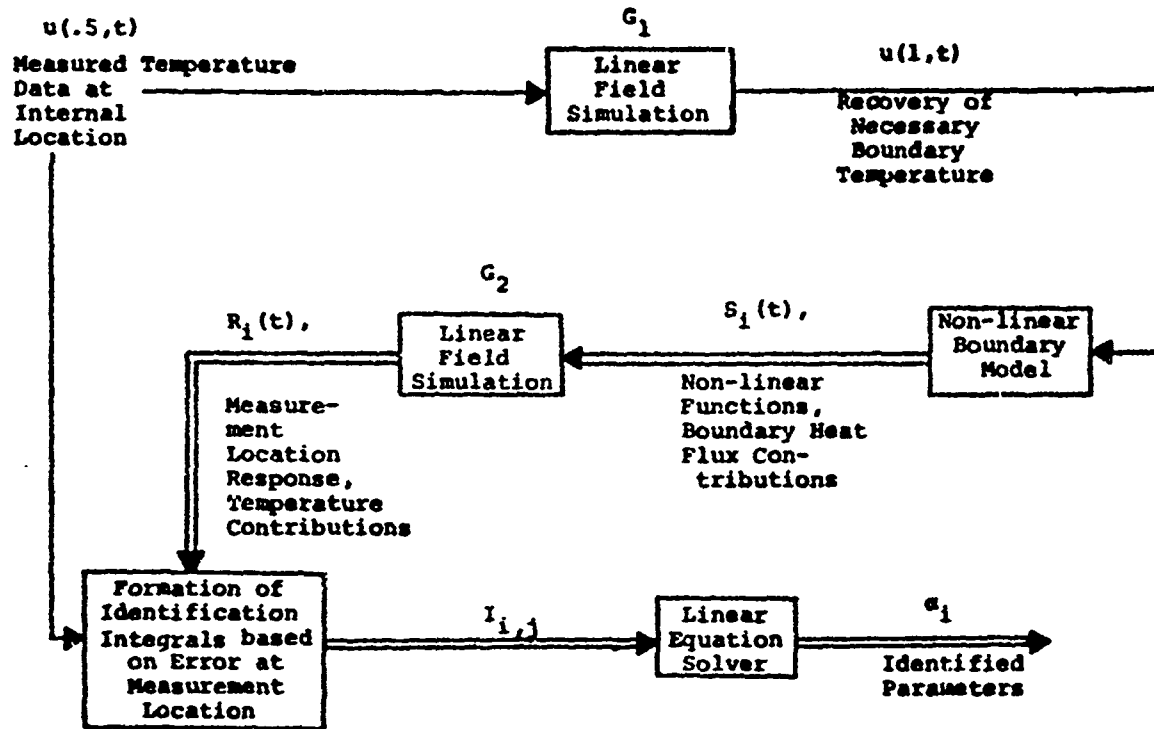 u(.5,t)
Measured Temperature
Data at
Internal
Location
G1
Linear
Field
Simulation
u(1,t)
Recovery of
Necessary
Boundary
Temperature
Non-linear
Boundary
Model
Si(t),
Non-linear
Functions,
Boundary Heat
Flux Con-
tributions
G2
Linear
Field
Simulation
Ri(t),
Measure-
ment
Location
Response,
Temperature
Contributions
Formation of
Identification
Integrals based
on Error at
Measurement
Location
Ii,j
Linear
Equation
Solver
αi
Identified
Parameters